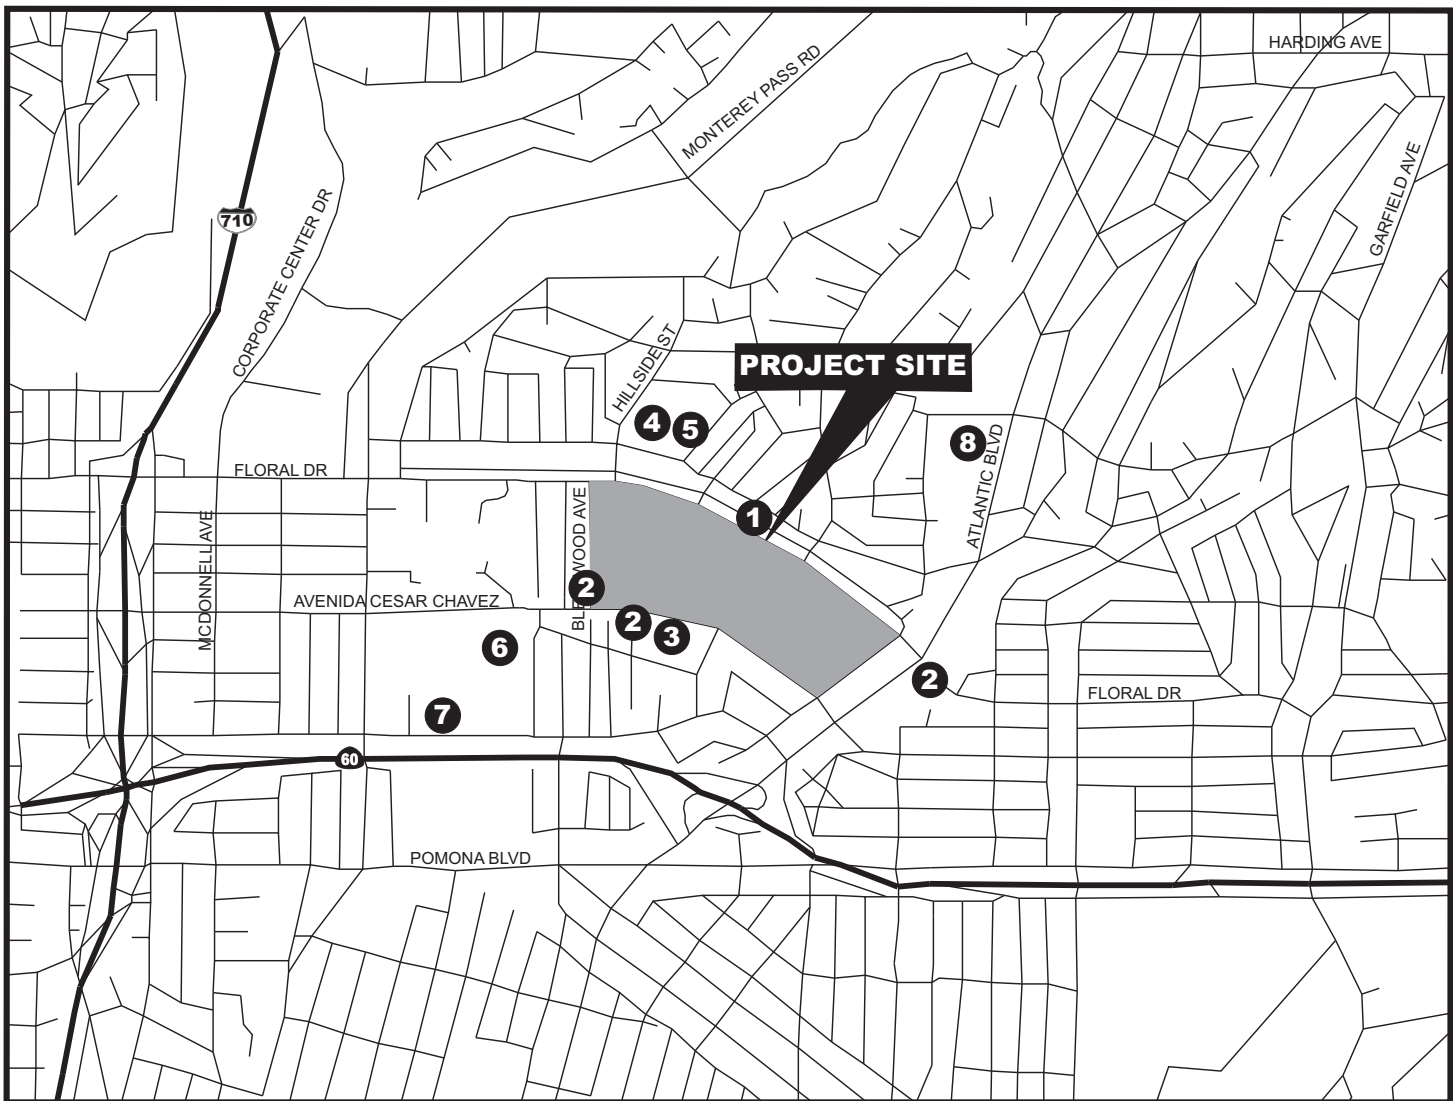 HARDING AVE
MONTEREY PASS RD
GARFIELD AVE
710
CORPORATE CENTER DR
HILLSIDE ST
PROJECT SITE
4
5
8
ATLANTIC BLVD
FLORAL DR
1
MCDONNELL AVE
AVE
2
AVENIDA CESAR CHAVEZ
2
3
6
2
FLORAL DR
7
60
POMONA BLVD